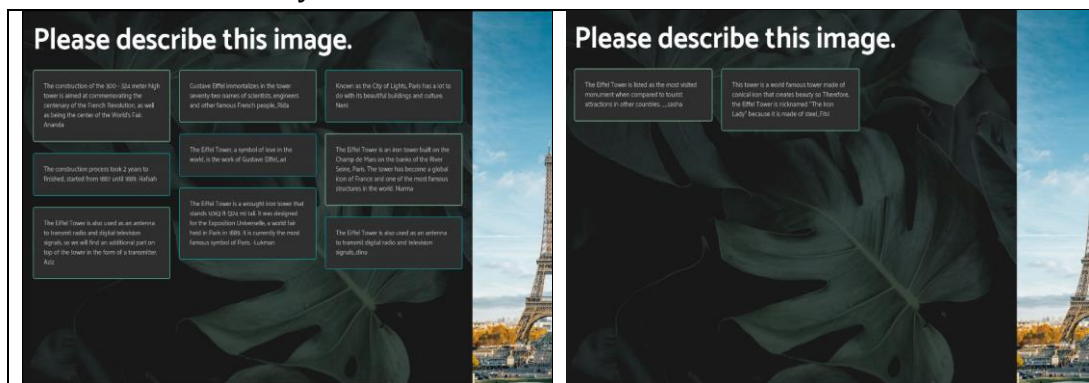 Please describe this image.
The construction of the 300 - 324 meter high
tower is aimed at commemorating the
centenary of the French Revolution, as well
as being the center of the World's Fair.
Ananda
The construction process took 2 years to
finished, started from 1887 until 1889. Rafsah
The Eiffel Tower is also used as an antenna
to transmit radio and digital television
signals, so we will find an additional part on
top of the tower in the form of a transmitter.
Aziz
Gustave Eiffel immortalizes in the tower
seventy-two names of scientists, engineers
and other famous French people_Rida
The Eiffel Tower, a symbol of love in the
world, is the work of Gustave Eiffel_ari
The Eiffel Tower is a wrought iron tower that
stands 1,063 ft (324 m) tall. It was designed
for the Exposition Universelle, a world fair
held in Paris in 1889. It is currently the most
famous symbol of Paris. -Lukman
Known as the City of Lights, Paris has a lot to
do with its beautiful buildings and culture.
Neni
The Eiffel Tower is an iron tower built on the
Champ de Mars on the banks of the River
Seine, Paris. The tower has become a global
icon of France and one of the most famous
structures in the world. Nurma
The Eiffel Tower is also used as an antenna
to transmit digital radio and television
signals_dino
Please describe this image.
The Eiffel Tower is listed as the most visited
monument when compared to tourist
attractions in other countries. __sasha
This tower is a world famous tower made of
conical iron that creates beauty so Therefore,
the Eiffel Tower is nicknamed "The Iron
Lady" because it is made of steel_Fitri